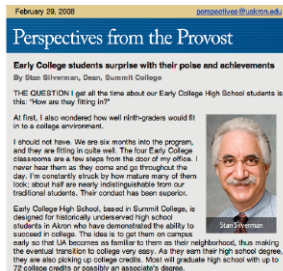 February 29, 2008 perspectives@uakron.edu
Perspectives from the Provost
Early College students surprise with their poise and achievements
By Stan Silverman, Dean, Summit College
THE QUESTION I get all the time about our Early College High School students is
this: "How are they fitting in?"
At first, I also wondered how well ninth-graders would fit
in to a college environment.
I should not have. We are six months into the program,
and they are fitting in quite well. The four Early College
classrooms are a few steps from the door of my office. I
never hear them as they come and go throughout the
day. I'm constantly struck by how mature many of them
look; about half are nearly indistinguishable from our
traditional students. Their conduct has been superior.
Stan Silverman
Early College High School, based in Summit College, is
designed for historically underserved high school
students in Akron who have demonstrated the ability to
succeed in college. The idea is to get them on campus
early so that UA becomes as familiar to them as their neighborhood, thus making
the eventual transition to college very easy. As they earn their high school degree,
they are also picking up college credits. Most will graduate high school with up to
72 college credits or possibly an associate's degree.